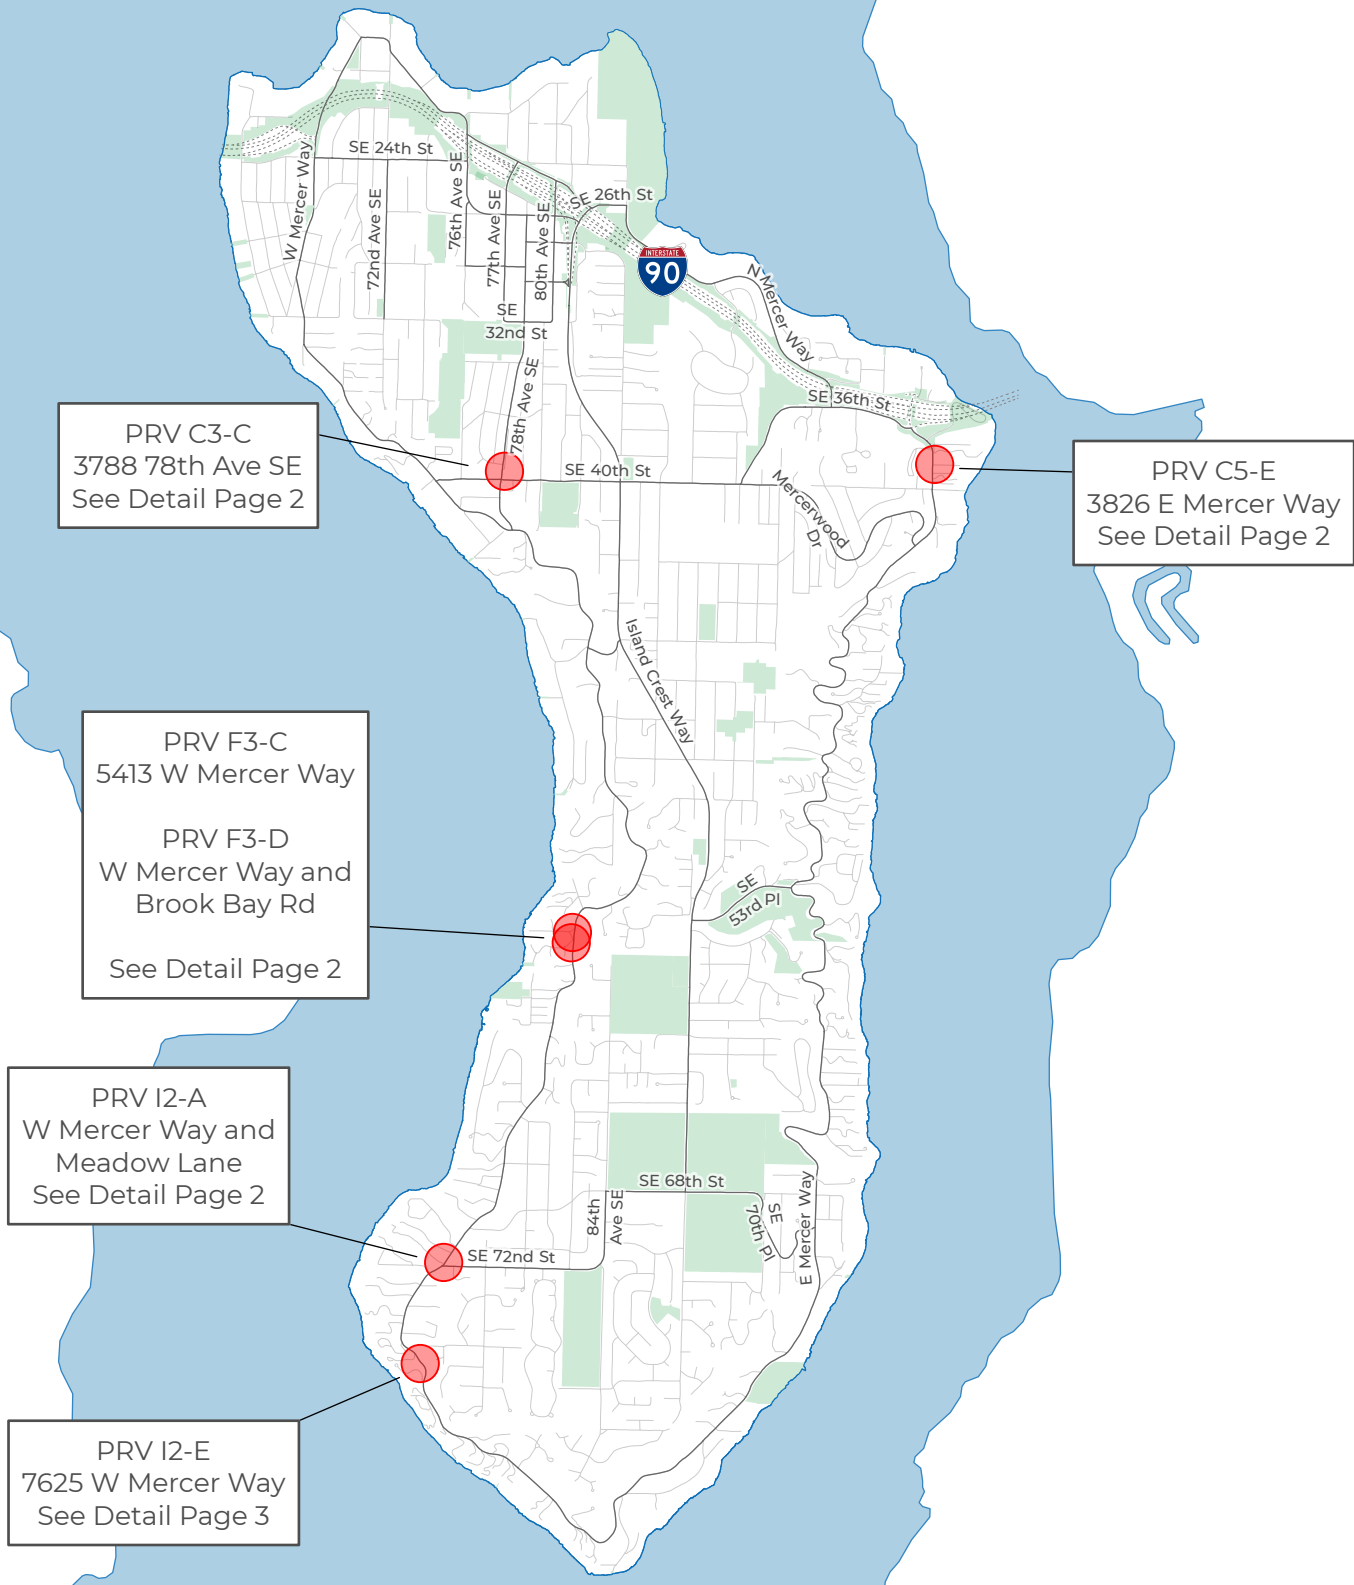 SE 24th St
W Mercer Way
72nd Ave SE
76th Ave SE
77th Ave SE
80th Ave SE
SE 26th St
INTERSTATE
90
N Mercer Way
SE
32nd St
78th Ave SE
SE 36th St
PRV C3-C
3788 78th Ave SE
See Detail Page 2
SE 40th St
Mercerwood
Dr
PRV C5-E
3826 E Mercer Way
See Detail Page 2
Island Crest Way
PRV F3-C
5413 W Mercer Way
PRV F3-D
W Mercer Way and
Brook Bay Rd
See Detail Page 2
SE
53rd Pl
PRV I2-A
W Mercer Way and
Meadow Lane
See Detail Page 2
SE 68th St
84th
Ave SE
SE
70th Pl
E Mercer Way
SE 72nd St
PRV I2-E
7625 W Mercer Way
See Detail Page 3